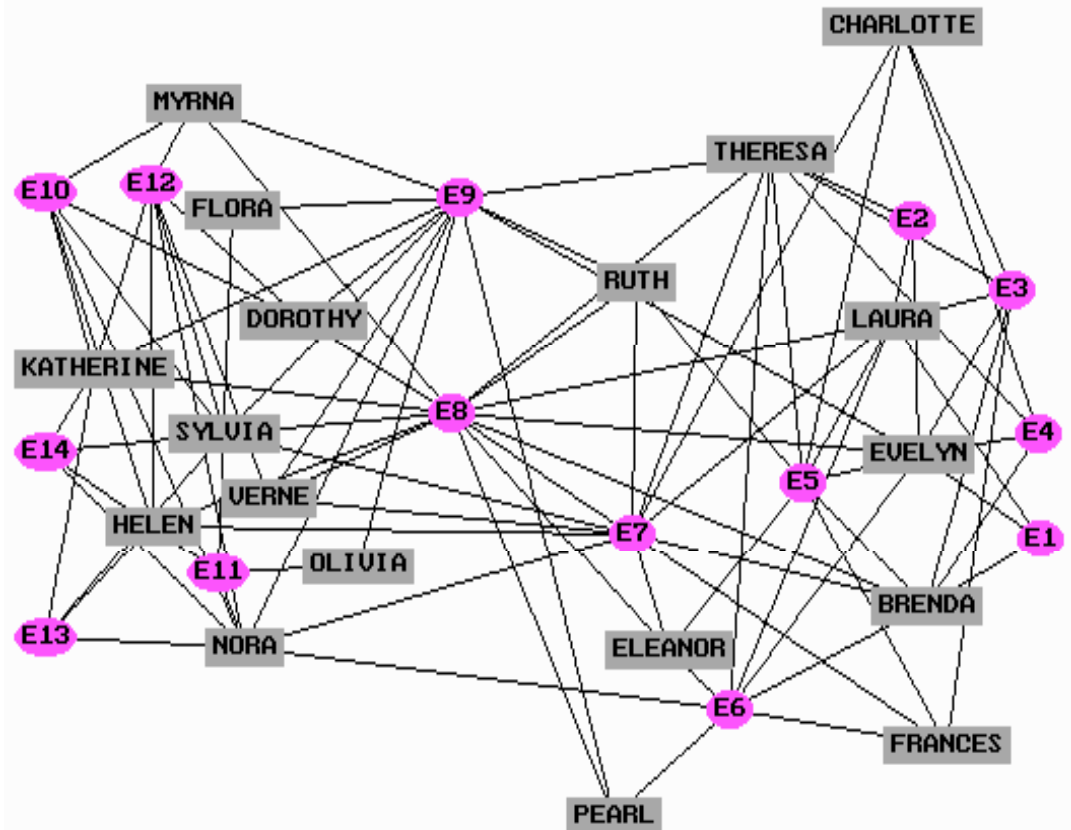 CHARLOTTE
MYRNA
THERESA
E10
E12
E9
FLORA
E2
RUTH
E3
DOROTHY
LAURA
KATHERINE
E8
SYLVIA
E4
E14
EVELYN
E5
VERNE
HELEN
E7
E1
E11
OLIVIA
BRENDA
E13
NORA
ELEANOR
E6
FRANCES
PEARL